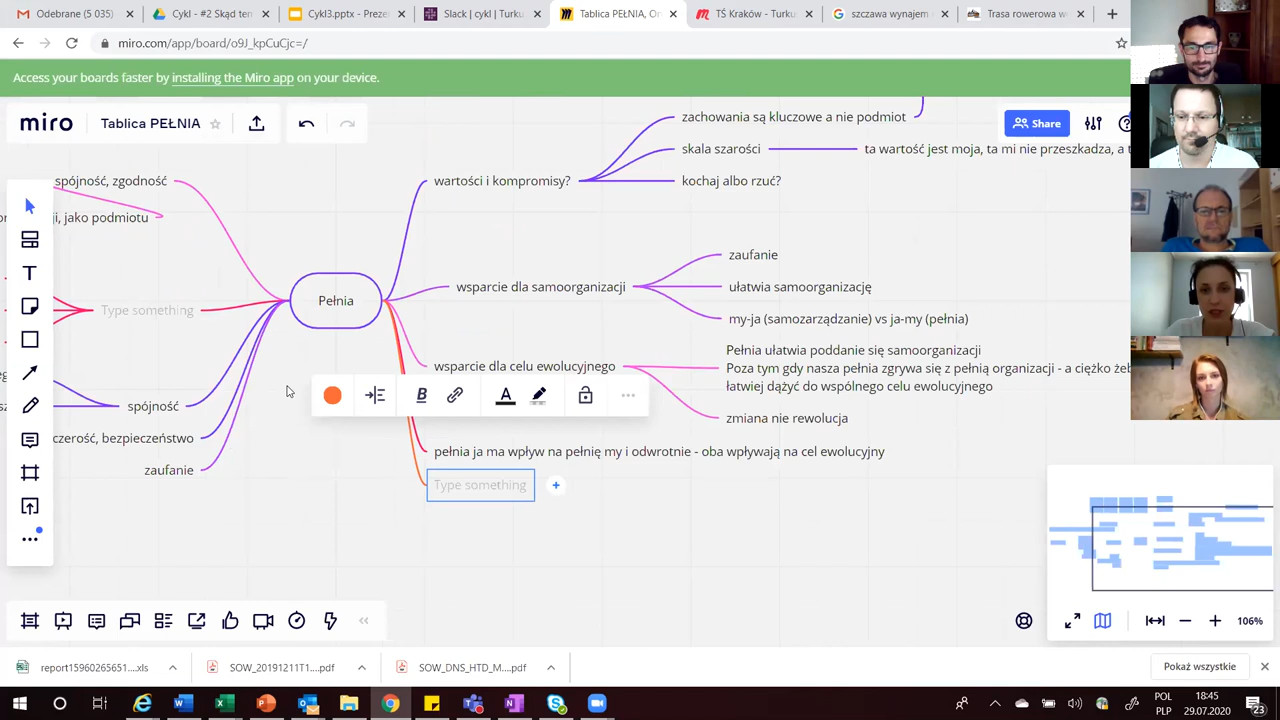 Odebrane (5 035)
Cykl - #2 Skąd ten
Cykl3.pptx - Preze
Slack | cykl | Turku
Tablica PEŁNIA, On
TŚ Kraków - Turku
szczawa wynajem
Trasa rowerowa w
miro.com/app/board/o9J_kpCuCjc=/
Access your boards faster by installing the Miro app on your device.
miro
Tablica PEŁNIA
Share
zachowania są kluczowe a nie podmiot
skala szarości
ta wartość jest moja, ta mi nie przeszkadza, a t
wartości i kompromisy?
kochaj albo rzuć?
spójność, zgodność
ji, jako podmiotu
zaufanie
wsparcie dla samoorganizacji
ułatwia samoorganizację
my-ja (samozarządzanie) vs ja-my (pełnia)
Pełnia
Type something
Pełnia ułatwia poddanie się samoorganizacji
wsparcie dla celu ewolucyjnego
Poza tym gdy nasza pełnia zgrywa się z pełnią organizacji - a ciężko żeb
łatwiej dążyć do wspólnego celu ewolucyjnego
zmiana nie rewolucja
B
A
spójność
czerość, bezpieczeństwo
zaufanie
pełnia ja ma wpływ na pełnię my i odwrotnie - oba wpływają na cel ewolucyjny
Type something
106%
report15960265651....xls
SOW_20191211T1....pdf
SOW_DNS_HTD_M....pdf
Pokaż wszystkie
POL
PLP
18:45
29.07.2020
23